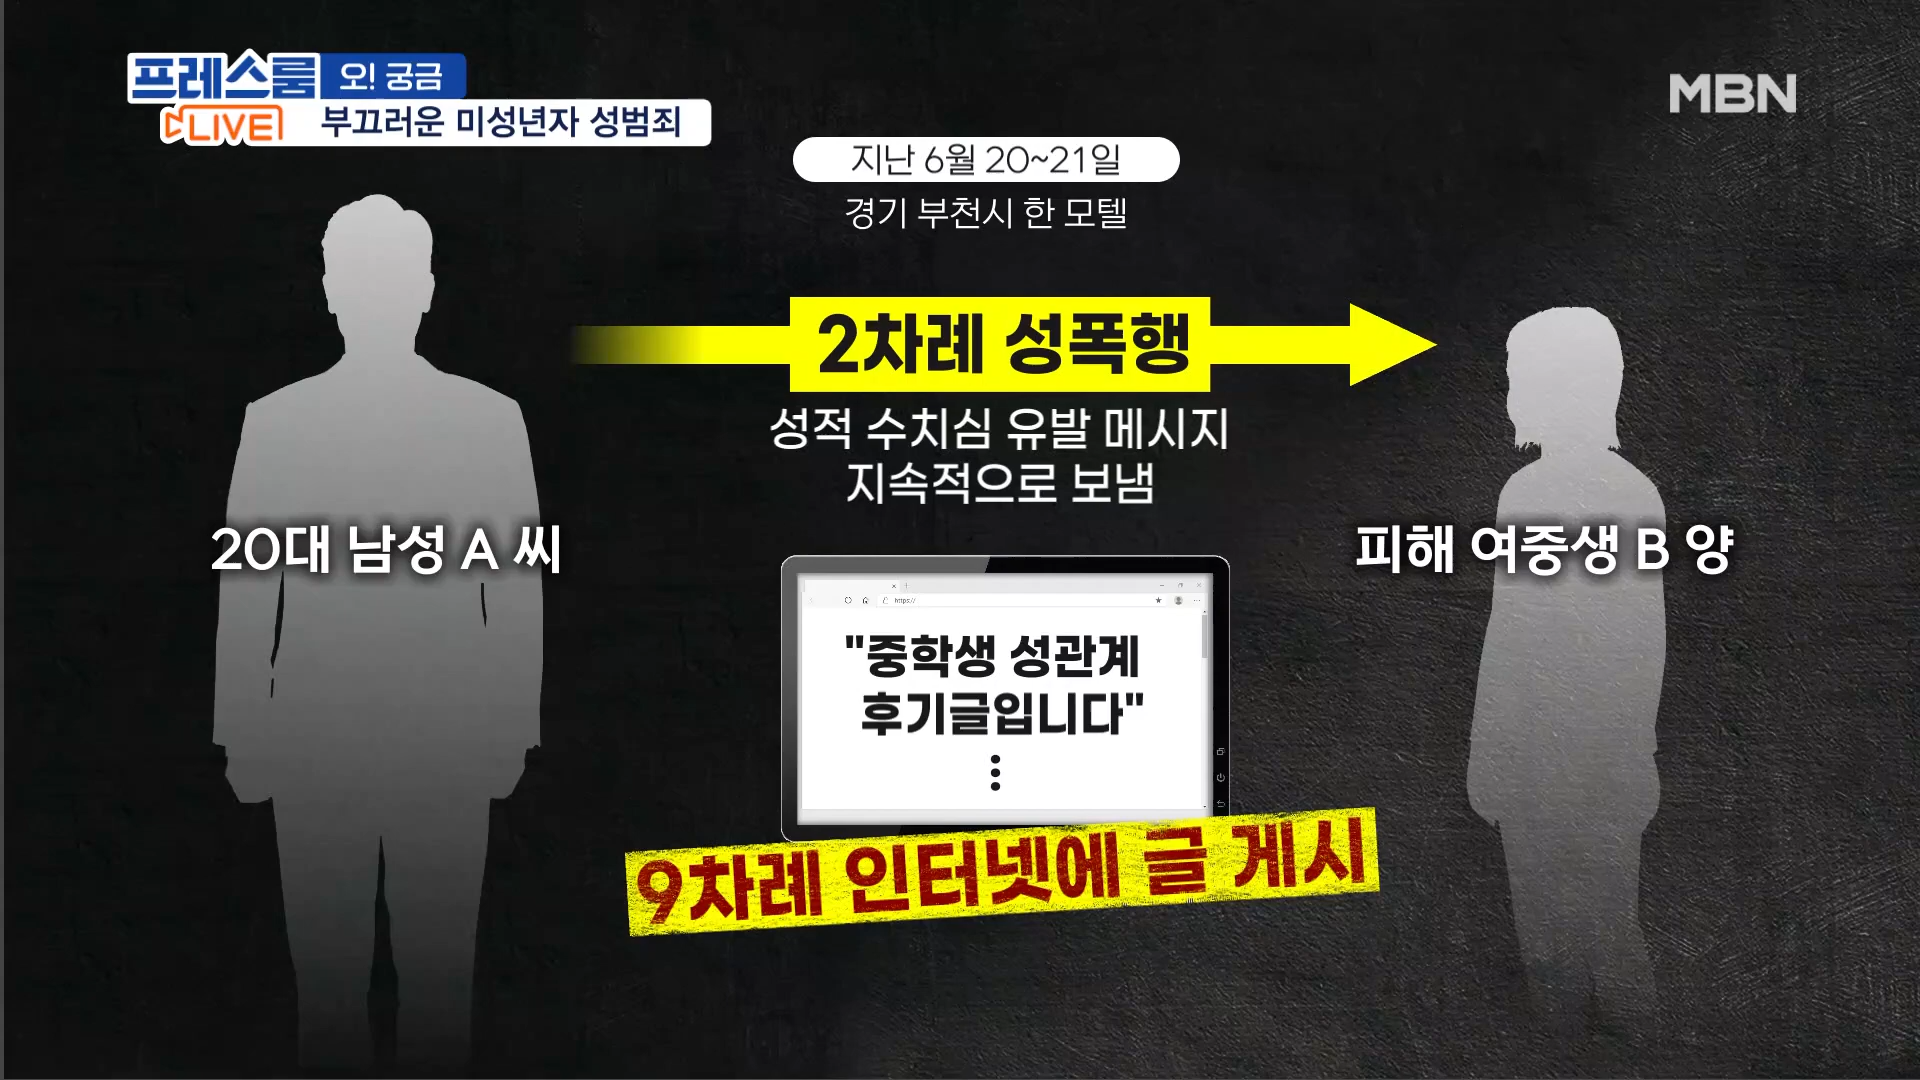 프레스룸 오! 궁금
LIVE 부끄러운 미성년자 성범죄
MBN
지난 6월 20~21일
경기 부천시 한 모텔
2차례 성폭행
성적 수치심 유발 메시지
지속적으로 보냄
20대 남성 A 씨
피해 여중생 B 양
https://
"중학생 성관계
후기글입니다"
9차례 인터넷에 글 게시